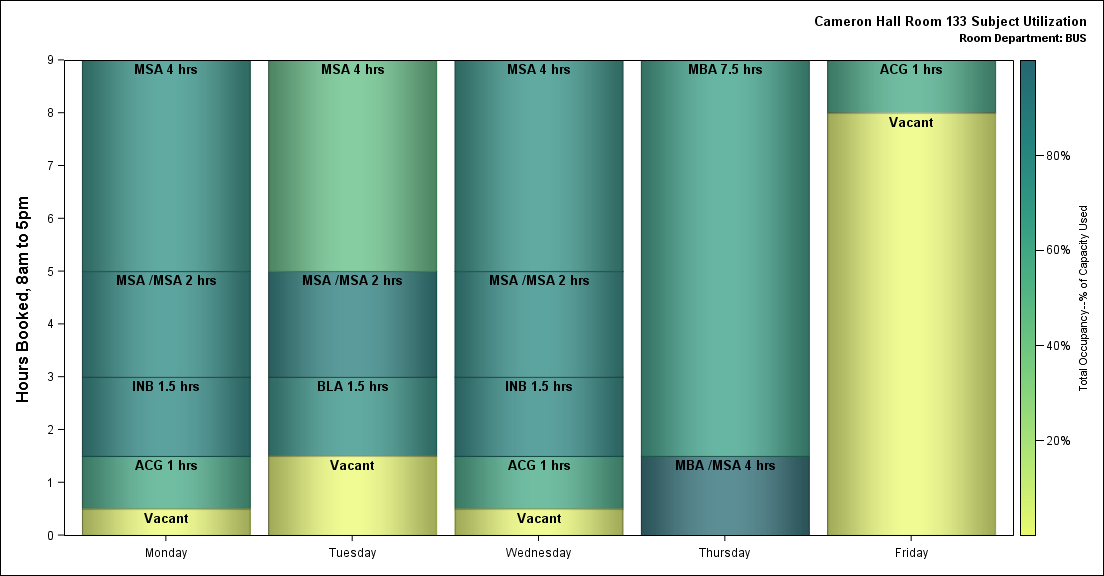 Cameron Hall Room 133 Subject Utilization
Room Department: BUS
Hours Booked, 8am to 5pm
9
8
7
6
5
4
3
2
1
0
MSA 4 hrs
MSA /MSA 2 hrs
INB 1.5 hrs
ACG 1 hrs
Vacant
Monday
MSA 4 hrs
MSA /MSA 2 hrs
BLA 1.5 hrs
Vacant
Tuesday
MSA 4 hrs
MSA /MSA 2 hrs
INB 1.5 hrs
ACG 1 hrs
Vacant
Wednesday
MBA 7.5 hrs
MBA /MSA 4 hrs
Thursday
ACG 1 hrs
Vacant
Friday
80%
60%
40%
20%
Total Occupancy--% of Capacity Used